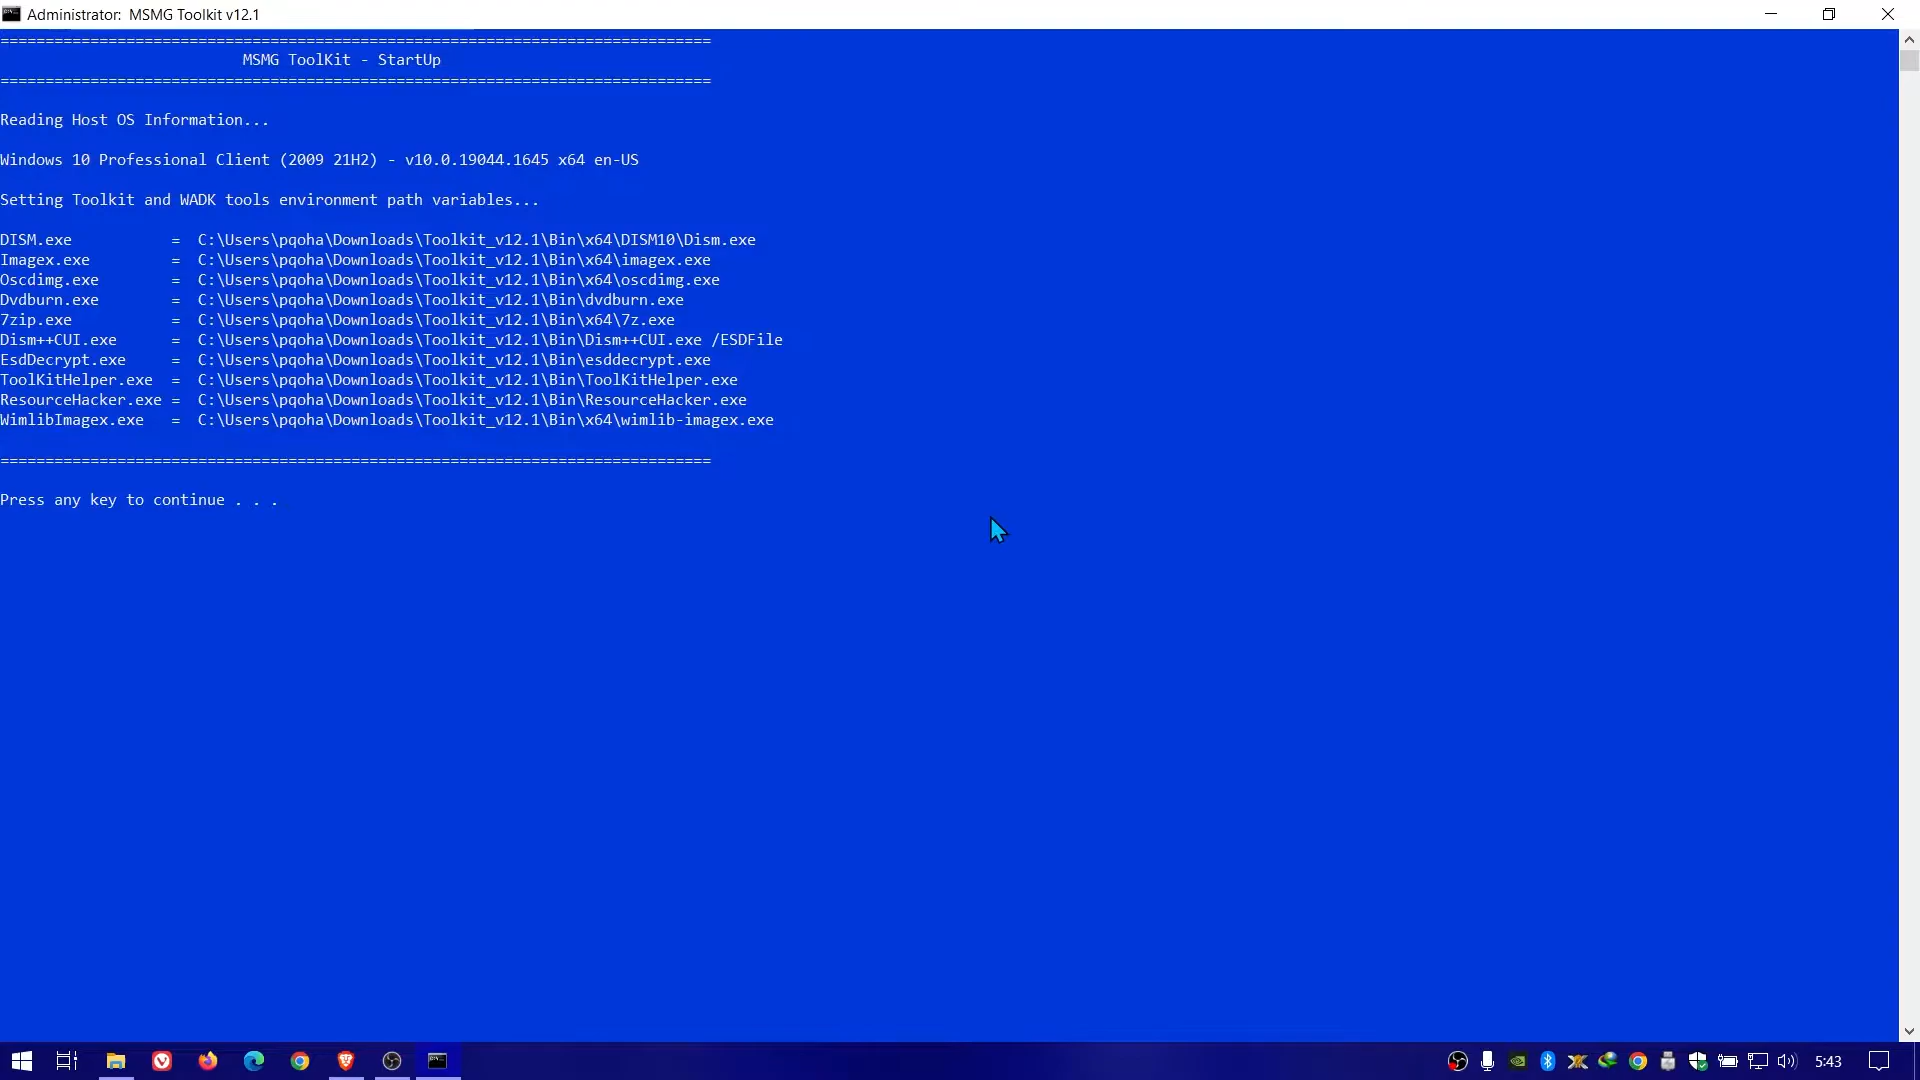 Administrator:  MSMG Toolkit v12.1
===============================================================================
                           MSMG ToolKit - StartUp
===============================================================================
Reading Host OS Information...
Windows 10 Professional Client (2009 21H2) - v10.0.19044.1645 x64 en-US
Setting Toolkit and WADK tools environment path variables...
DISM.exe           =  C:\Users\pqoha\Downloads\Toolkit_v12.1\Bin\x64\DISM10\Dism.exe
Imagex.exe         =  C:\Users\pqoha\Downloads\Toolkit_v12.1\Bin\x64\imagex.exe
Oscdimg.exe        =  C:\Users\pqoha\Downloads\Toolkit_v12.1\Bin\x64\oscdimg.exe
Dvdburn.exe        =  C:\Users\pqoha\Downloads\Toolkit_v12.1\Bin\dvdburn.exe
7zip.exe           =  C:\Users\pqoha\Downloads\Toolkit_v12.1\Bin\x64\7z.exe
Dism++CUI.exe      =  C:\Users\pqoha\Downloads\Toolkit_v12.1\Bin\Dism++CUI.exe /ESDFile
EsdDecrypt.exe     =  C:\Users\pqoha\Downloads\Toolkit_v12.1\Bin\esddecrypt.exe
ToolKitHelper.exe  =  C:\Users\pqoha\Downloads\Toolkit_v12.1\Bin\ToolKitHelper.exe
ResourceHacker.exe =  C:\Users\pqoha\Downloads\Toolkit_v12.1\Bin\ResourceHacker.exe
WimlibImagex.exe   =  C:\Users\pqoha\Downloads\Toolkit_v12.1\Bin\x64\wimlib-imagex.exe
===============================================================================
Press any key to continue . . .
5:43